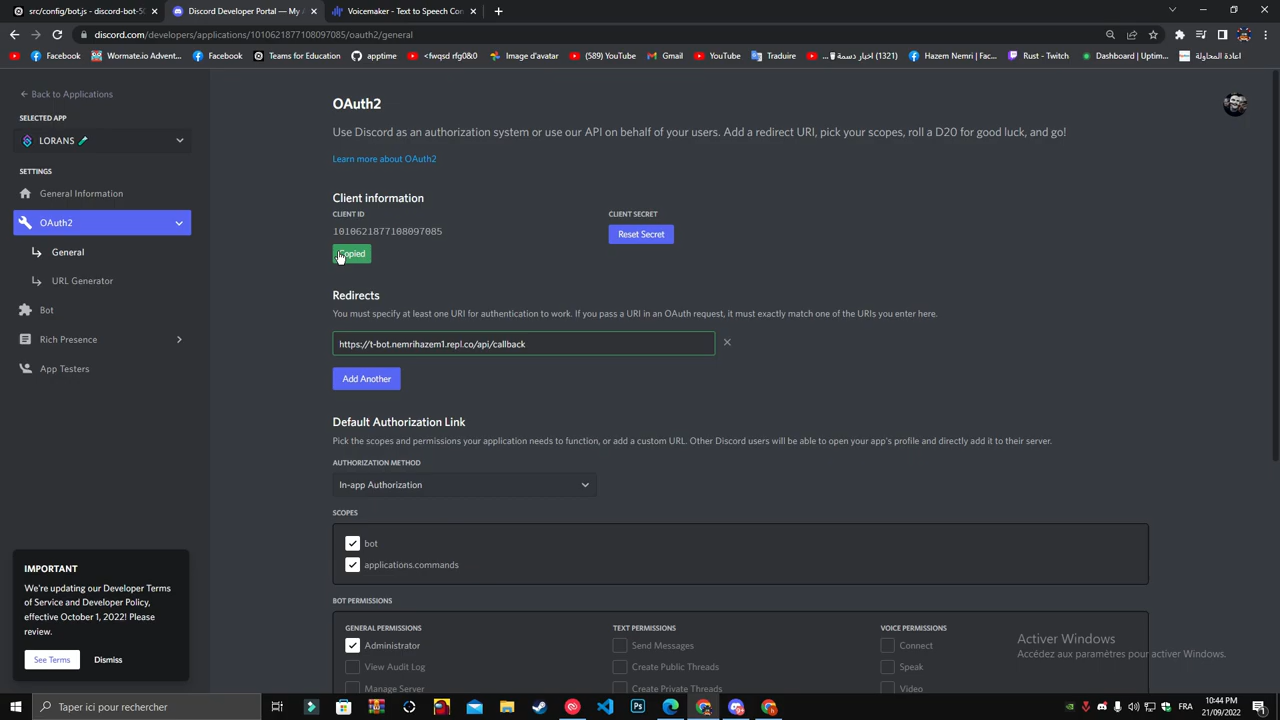 src/config/bot.js - discord-bot-50
Discord Developer Portal — My A
Voicemaker - Text to Speech Con
discord.com/developers/applications/1010621877108097085/oauth2/general
Facebook
Wormate.io Advent...
Facebook
Teams for Education
apptime
<fwqsd rfg0&0
Image d'avatar
(589) YouTube
Gmail
YouTube
Traduire
Facebook
Hazem Nemri | Fac...
Rust - Twitch
Dashboard | Uptim...
اعادة المحاولة
Back to Applications
SELECTED APP
LORANS
SETTINGS
General Information
OAuth2
General
URL Generator
Bot
Rich Presence
App Testers
IMPORTANT
We're updating our Developer Terms
of Service and Developer Policy,
effective October 1, 2022! Please
review.
See Terms
Dismiss
OAuth2
Use Discord as an authorization system or use our API on behalf of your users. Add a redirect URI, pick your scopes, roll a D20 for good luck, and go!
Learn more about OAuth2
Client information
CLIENT ID
CLIENT SECRET
1010621877108097085
Reset Secret
Copied
Redirects
You must specify at least one URI for authentication to work. If you pass a URI in an OAuth request, it must exactly match one of the URIs you enter here.
https://t-bot.nemrihazem1.repl.co/api/callback
Add Another
Default Authorization Link
Pick the scopes and permissions your application needs to function, or add a custom URL. Other Discord users will be able to open your app's profile and directly add it to their server.
AUTHORIZATION METHOD
In-app Authorization
SCOPES
bot
applications.commands
BOT PERMISSIONS
GENERAL PERMISSIONS
TEXT PERMISSIONS
VOICE PERMISSIONS
Administrator
Send Messages
Connect
View Audit Log
Create Public Threads
Speak
Manage Server
Create Private Threads
Video
Activer Windows
Accédez aux paramètres pour activer Windows.
Taper ici pour rechercher
FRA
10:44 PM
21/09/2022